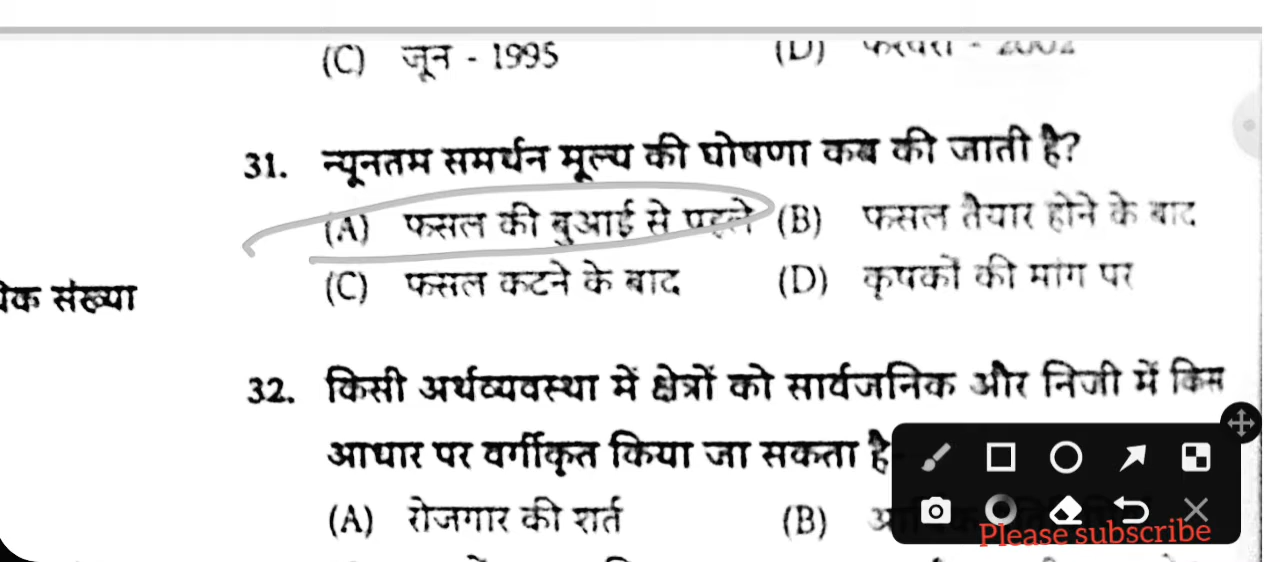 (C) जून - 1995 (D)
31. न्यूनतम समर्थन मूल्य की घोषणा कब की जाती है?
(A) फसल की बुआई से पहले (B) फसल तैयार होने के बाद
(C) फसल कटने के बाद (D) कृषकों की मांग पर
संख्या
32. किसी अर्थव्यवस्था में क्षेत्रों को सार्वजनिक और निजी में किस
आधार पर वर्गीकृत किया जा सकता है
(A) रोजगार की शर्त (B)
Please subscribe